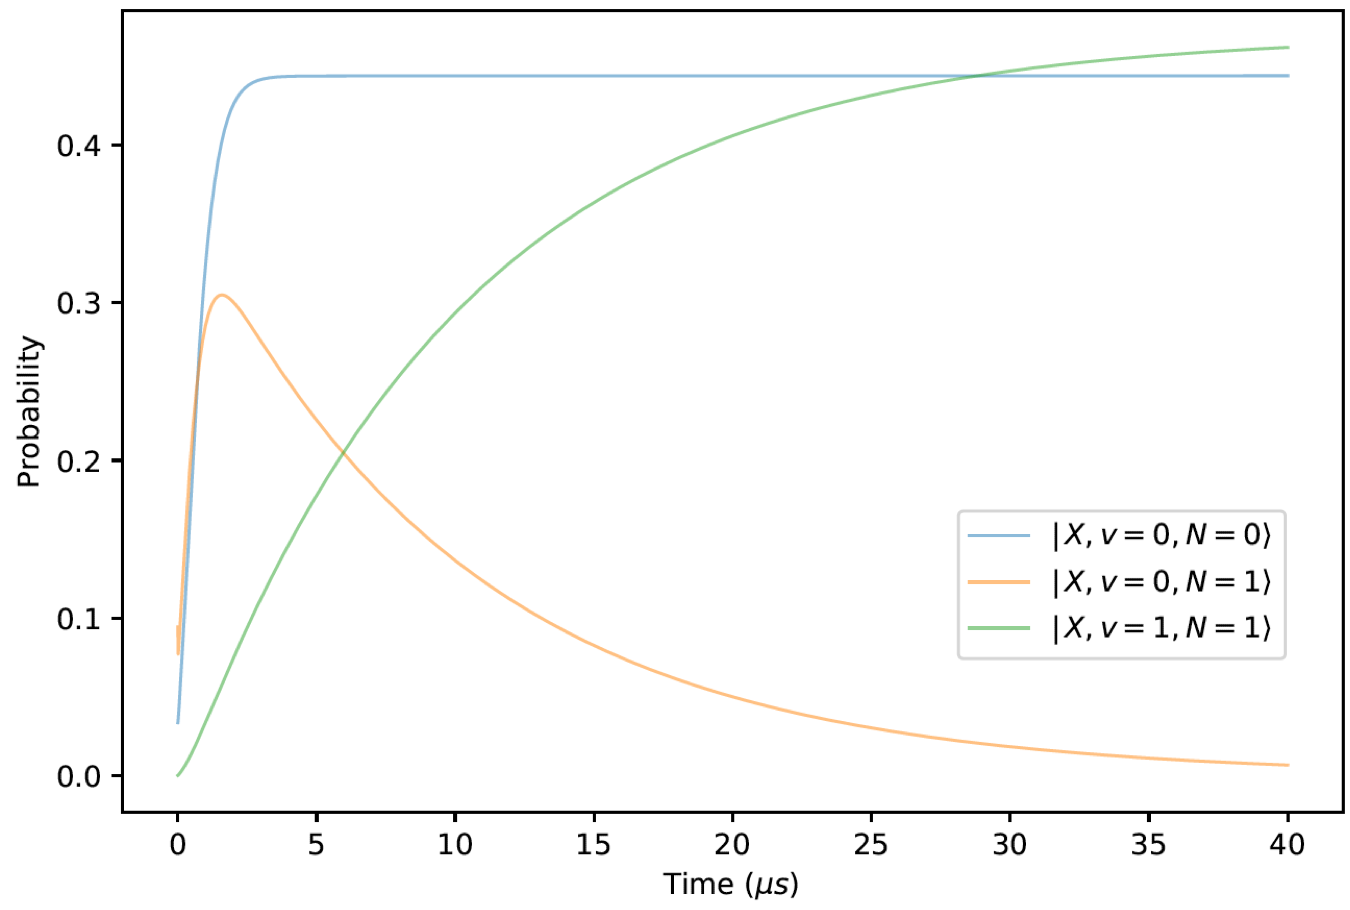 Probability
0.4
0.3
0.2
0.1
0.0
| X, v = 0, N = 0⟩
| X, v = 0, N = 1⟩
| X, v = 1, N = 1⟩
0 5 10 15 20 25 30 35 40
Time (μs)